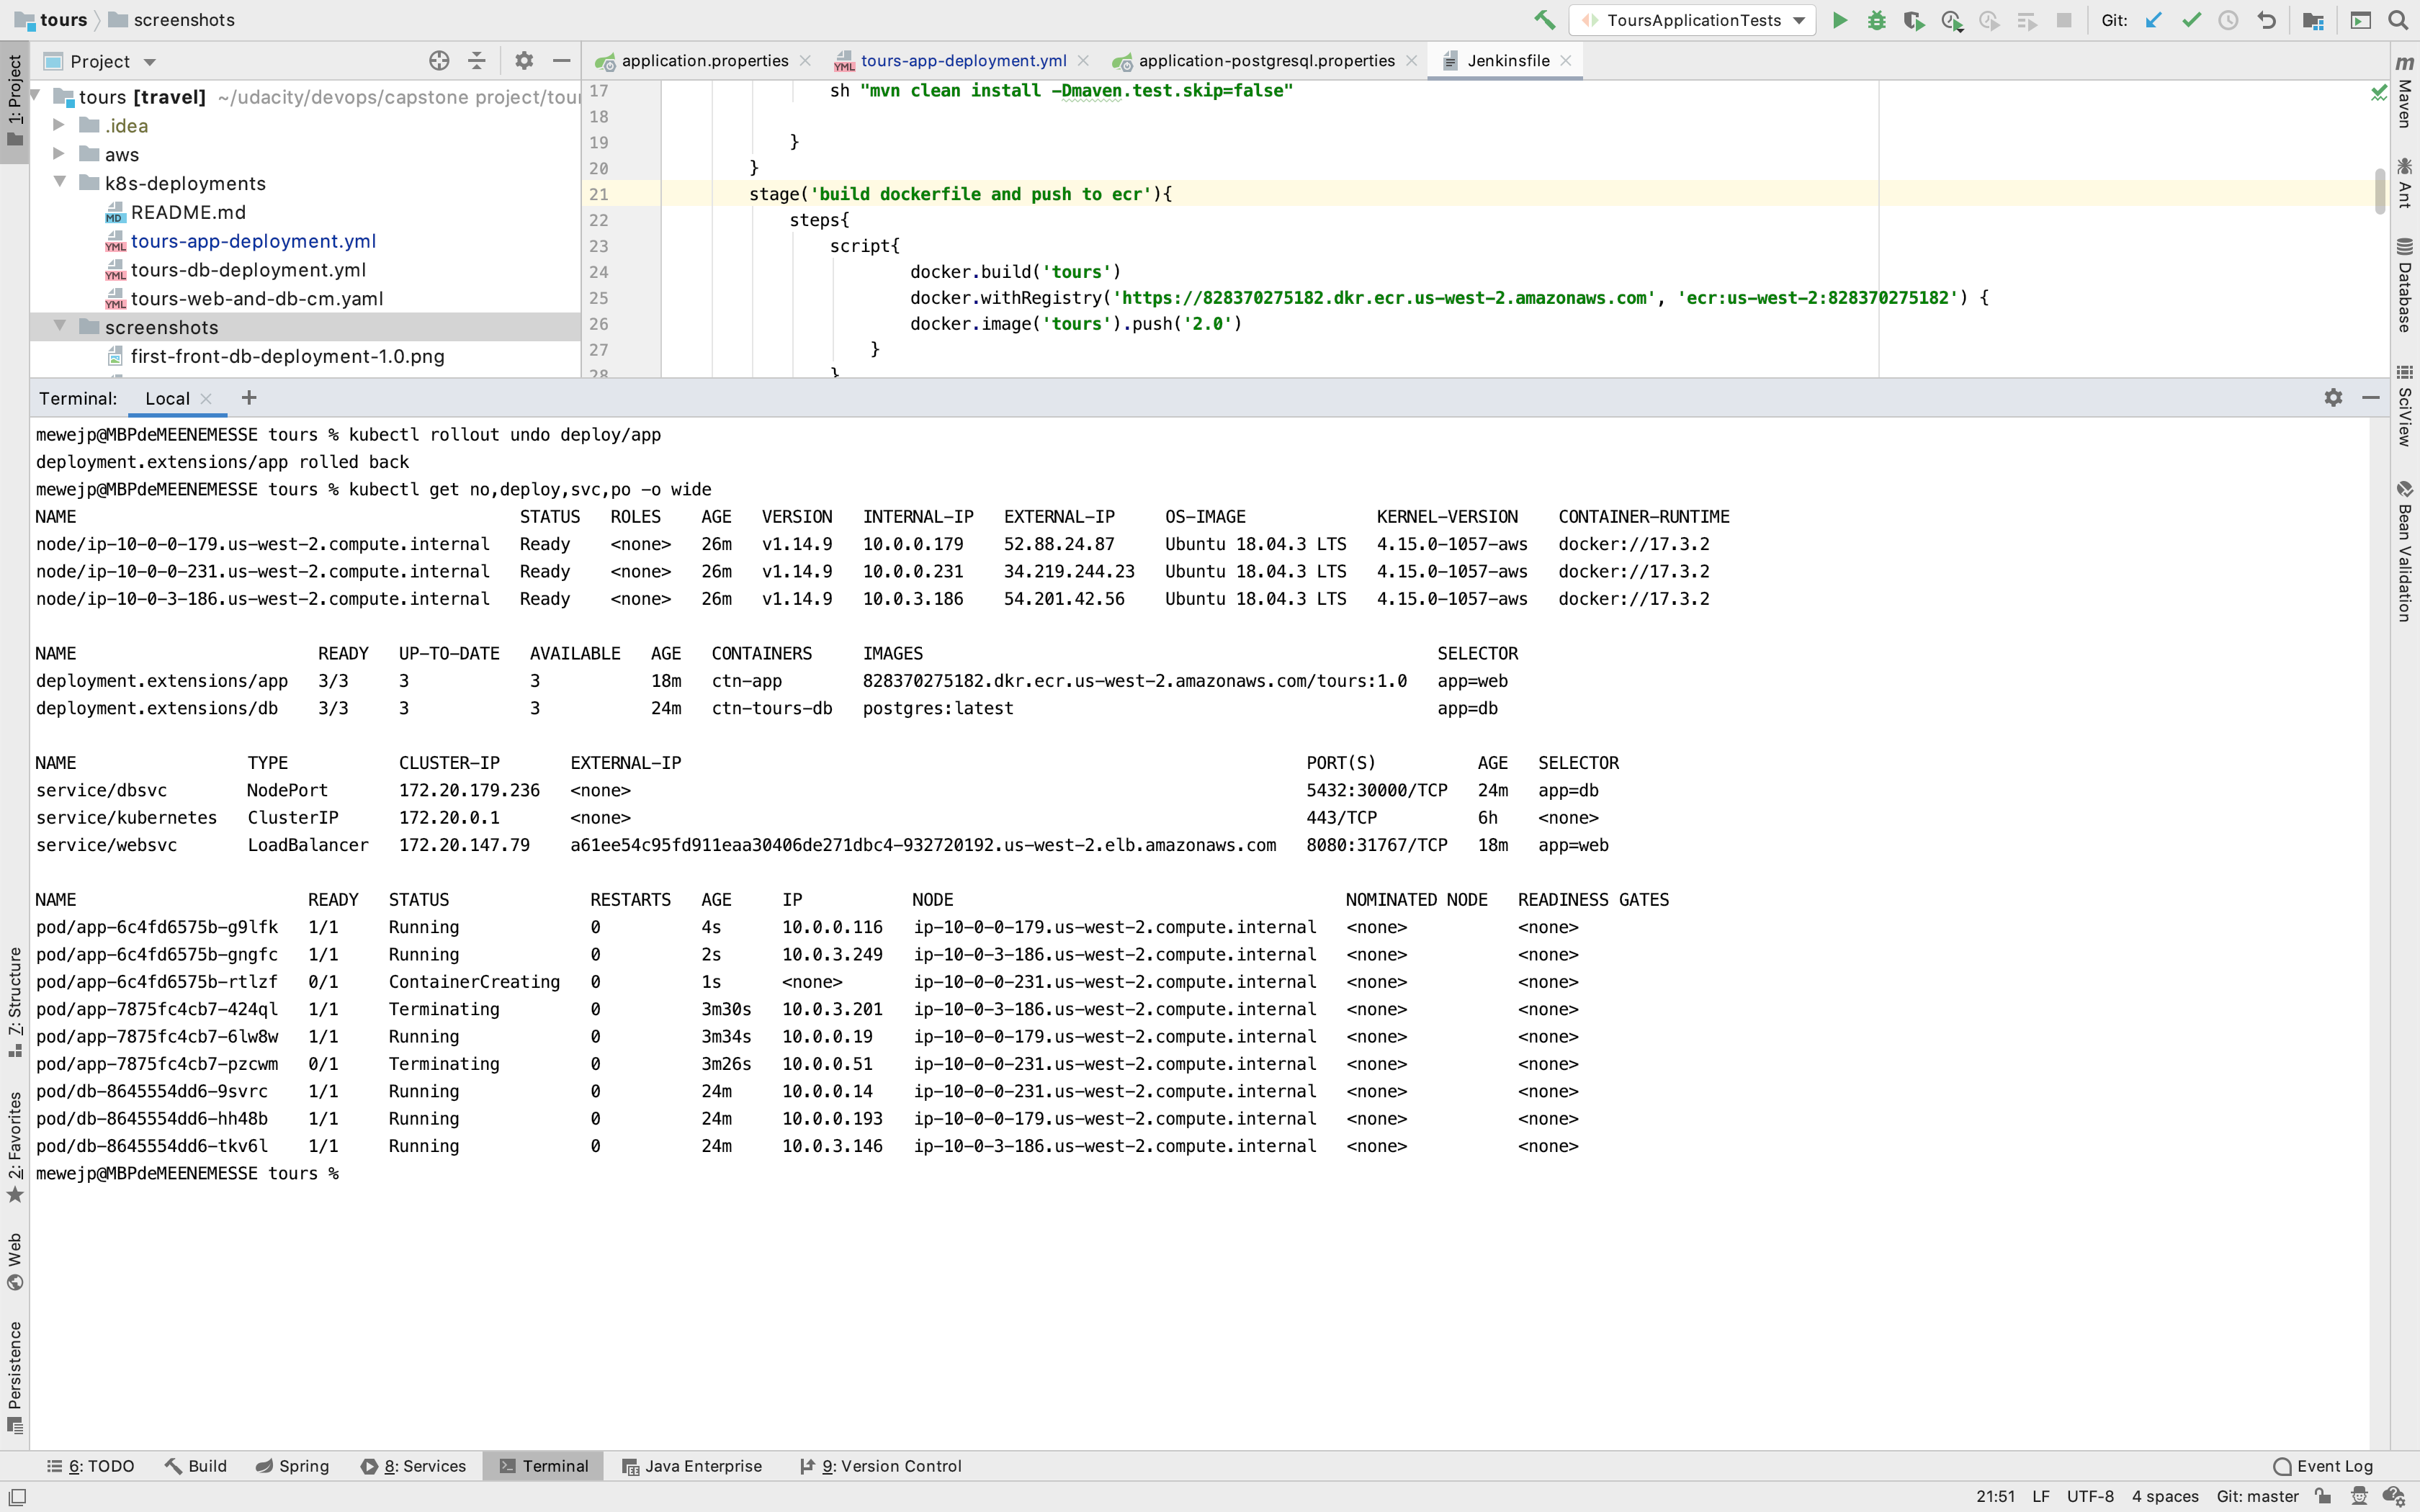 tours screenshots ToursApplicationTests Git:
Project
application.properties tours-app-deployment.yml application-postgresql.properties Jenkinsfile
tours [travel] ~/udacity/devops/capstone project/tour
.idea
aws
k8s-deployments
README.md
tours-app-deployment.yml
tours-db-deployment.yml
tours-web-and-db-cm.yaml
screenshots
first-front-db-deployment-1.0.png
17 sh "mvn clean install -Dmaven.test.skip=false"
18
19 }
20 }
21 stage('build dockerfile and push to ecr'){
22 steps{
23 script{
24 docker.build('tours')
25 docker.withRegistry('https://828370275182.dkr.ecr.us-west-2.amazonaws.com', 'ecr:us-west-2:828370275182') {
26 docker.image('tours').push('2.0')
27 }
28 }
Terminal: Local
mewejp@MBPdeMEENEMESSE tours % kubectl rollout undo deploy/app
deployment.extensions/app rolled back
mewejp@MBPdeMEENEMESSE tours % kubectl get no,deploy,svc,po -o wide
NAME STATUS ROLES AGE VERSION INTERNAL-IP EXTERNAL-IP OS-IMAGE KERNEL-VERSION CONTAINER-RUNTIME
node/ip-10-0-0-179.us-west-2.compute.internal Ready <none> 26m v1.14.9 10.0.0.179 52.88.24.87 Ubuntu 18.04.3 LTS 4.15.0-1057-aws docker://17.3.2
node/ip-10-0-0-231.us-west-2.compute.internal Ready <none> 26m v1.14.9 10.0.0.231 34.219.244.23 Ubuntu 18.04.3 LTS 4.15.0-1057-aws docker://17.3.2
node/ip-10-0-3-186.us-west-2.compute.internal Ready <none> 26m v1.14.9 10.0.3.186 54.201.42.56 Ubuntu 18.04.3 LTS 4.15.0-1057-aws docker://17.3.2
NAME READY UP-TO-DATE AVAILABLE AGE CONTAINERS IMAGES SELECTOR
deployment.extensions/app 3/3 3 3 18m ctn-app 828370275182.dkr.ecr.us-west-2.amazonaws.com/tours:1.0 app=web
deployment.extensions/db 3/3 3 3 24m ctn-tours-db postgres:latest app=db
NAME TYPE CLUSTER-IP EXTERNAL-IP PORT(S) AGE SELECTOR
service/dbsvc NodePort 172.20.179.236 <none> 5432:30000/TCP 24m app=db
service/kubernetes ClusterIP 172.20.0.1 <none> 443/TCP 6h <none>
service/websvc LoadBalancer 172.20.147.79 a61ee54c95fd911eaa30406de271dbc4-932720192.us-west-2.elb.amazonaws.com 8080:31767/TCP 18m app=web
NAME READY STATUS RESTARTS AGE IP NODE NOMINATED NODE READINESS GATES
pod/app-6c4fd6575b-g9lfk 1/1 Running 0 4s 10.0.0.116 ip-10-0-0-179.us-west-2.compute.internal <none> <none>
pod/app-6c4fd6575b-gngfc 1/1 Running 0 2s 10.0.3.249 ip-10-0-3-186.us-west-2.compute.internal <none> <none>
pod/app-6c4fd6575b-rtlzf 0/1 ContainerCreating 0 1s <none> ip-10-0-0-231.us-west-2.compute.internal <none> <none>
pod/app-7875fc4cb7-424ql 1/1 Terminating 0 3m30s 10.0.3.201 ip-10-0-3-186.us-west-2.compute.internal <none> <none>
pod/app-7875fc4cb7-6lw8w 1/1 Running 0 3m34s 10.0.0.19 ip-10-0-0-179.us-west-2.compute.internal <none> <none>
pod/app-7875fc4cb7-pzcwm 0/1 Terminating 0 3m26s 10.0.0.51 ip-10-0-0-231.us-west-2.compute.internal <none> <none>
pod/db-8645554dd6-9svrc 1/1 Running 0 24m 10.0.0.14 ip-10-0-0-231.us-west-2.compute.internal <none> <none>
pod/db-8645554dd6-hh48b 1/1 Running 0 24m 10.0.0.193 ip-10-0-0-179.us-west-2.compute.internal <none> <none>
pod/db-8645554dd6-tkv6l 1/1 Running 0 24m 10.0.3.146 ip-10-0-3-186.us-west-2.compute.internal <none> <none>
mewejp@MBPdeMEENEMESSE tours %
1: Project
7: Structure
2: Favorites
Web
Persistence
Maven
Ant
Database
SciView
Bean Validation
6: TODO Build Spring 8: Services Terminal Java Enterprise 9: Version Control Event Log
21:51 LF UTF-8 4 spaces Git: master